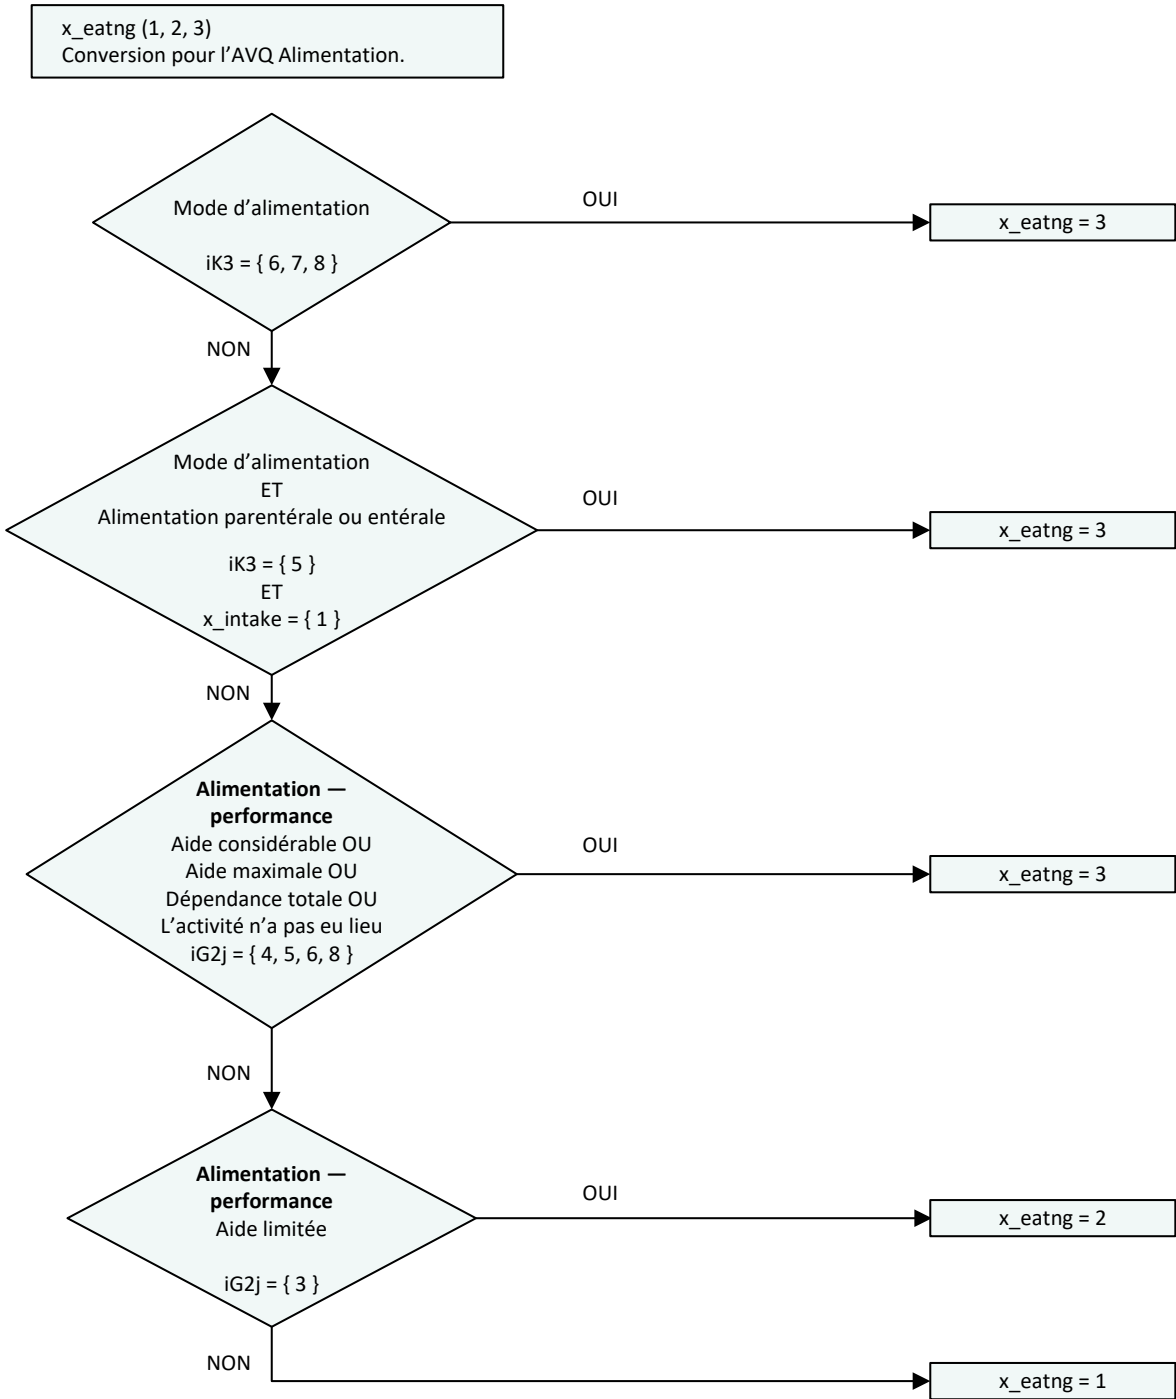 x_eatng (1, 2, 3)
Conversion pour l’AVQ Alimentation.
Mode d’alimentation
iK3 = { 6, 7, 8 }
OUI
x_eatng = 3
NON
Mode d’alimentation
ET
Alimentation parentérale ou entérale
iK3 = { 5 }
ET
x_intake = { 1 }
OUI
x_eatng = 3
NON
Alimentation —
performance
Aide considérable OU
Aide maximale OU
Dépendance totale OU
L’activité n’a pas eu lieu
iG2j = { 4, 5, 6, 8 }
OUI
x_eatng = 3
NON
Alimentation —
performance
Aide limitée
iG2j = { 3 }
OUI
x_eatng = 2
NON
x_eatng = 1